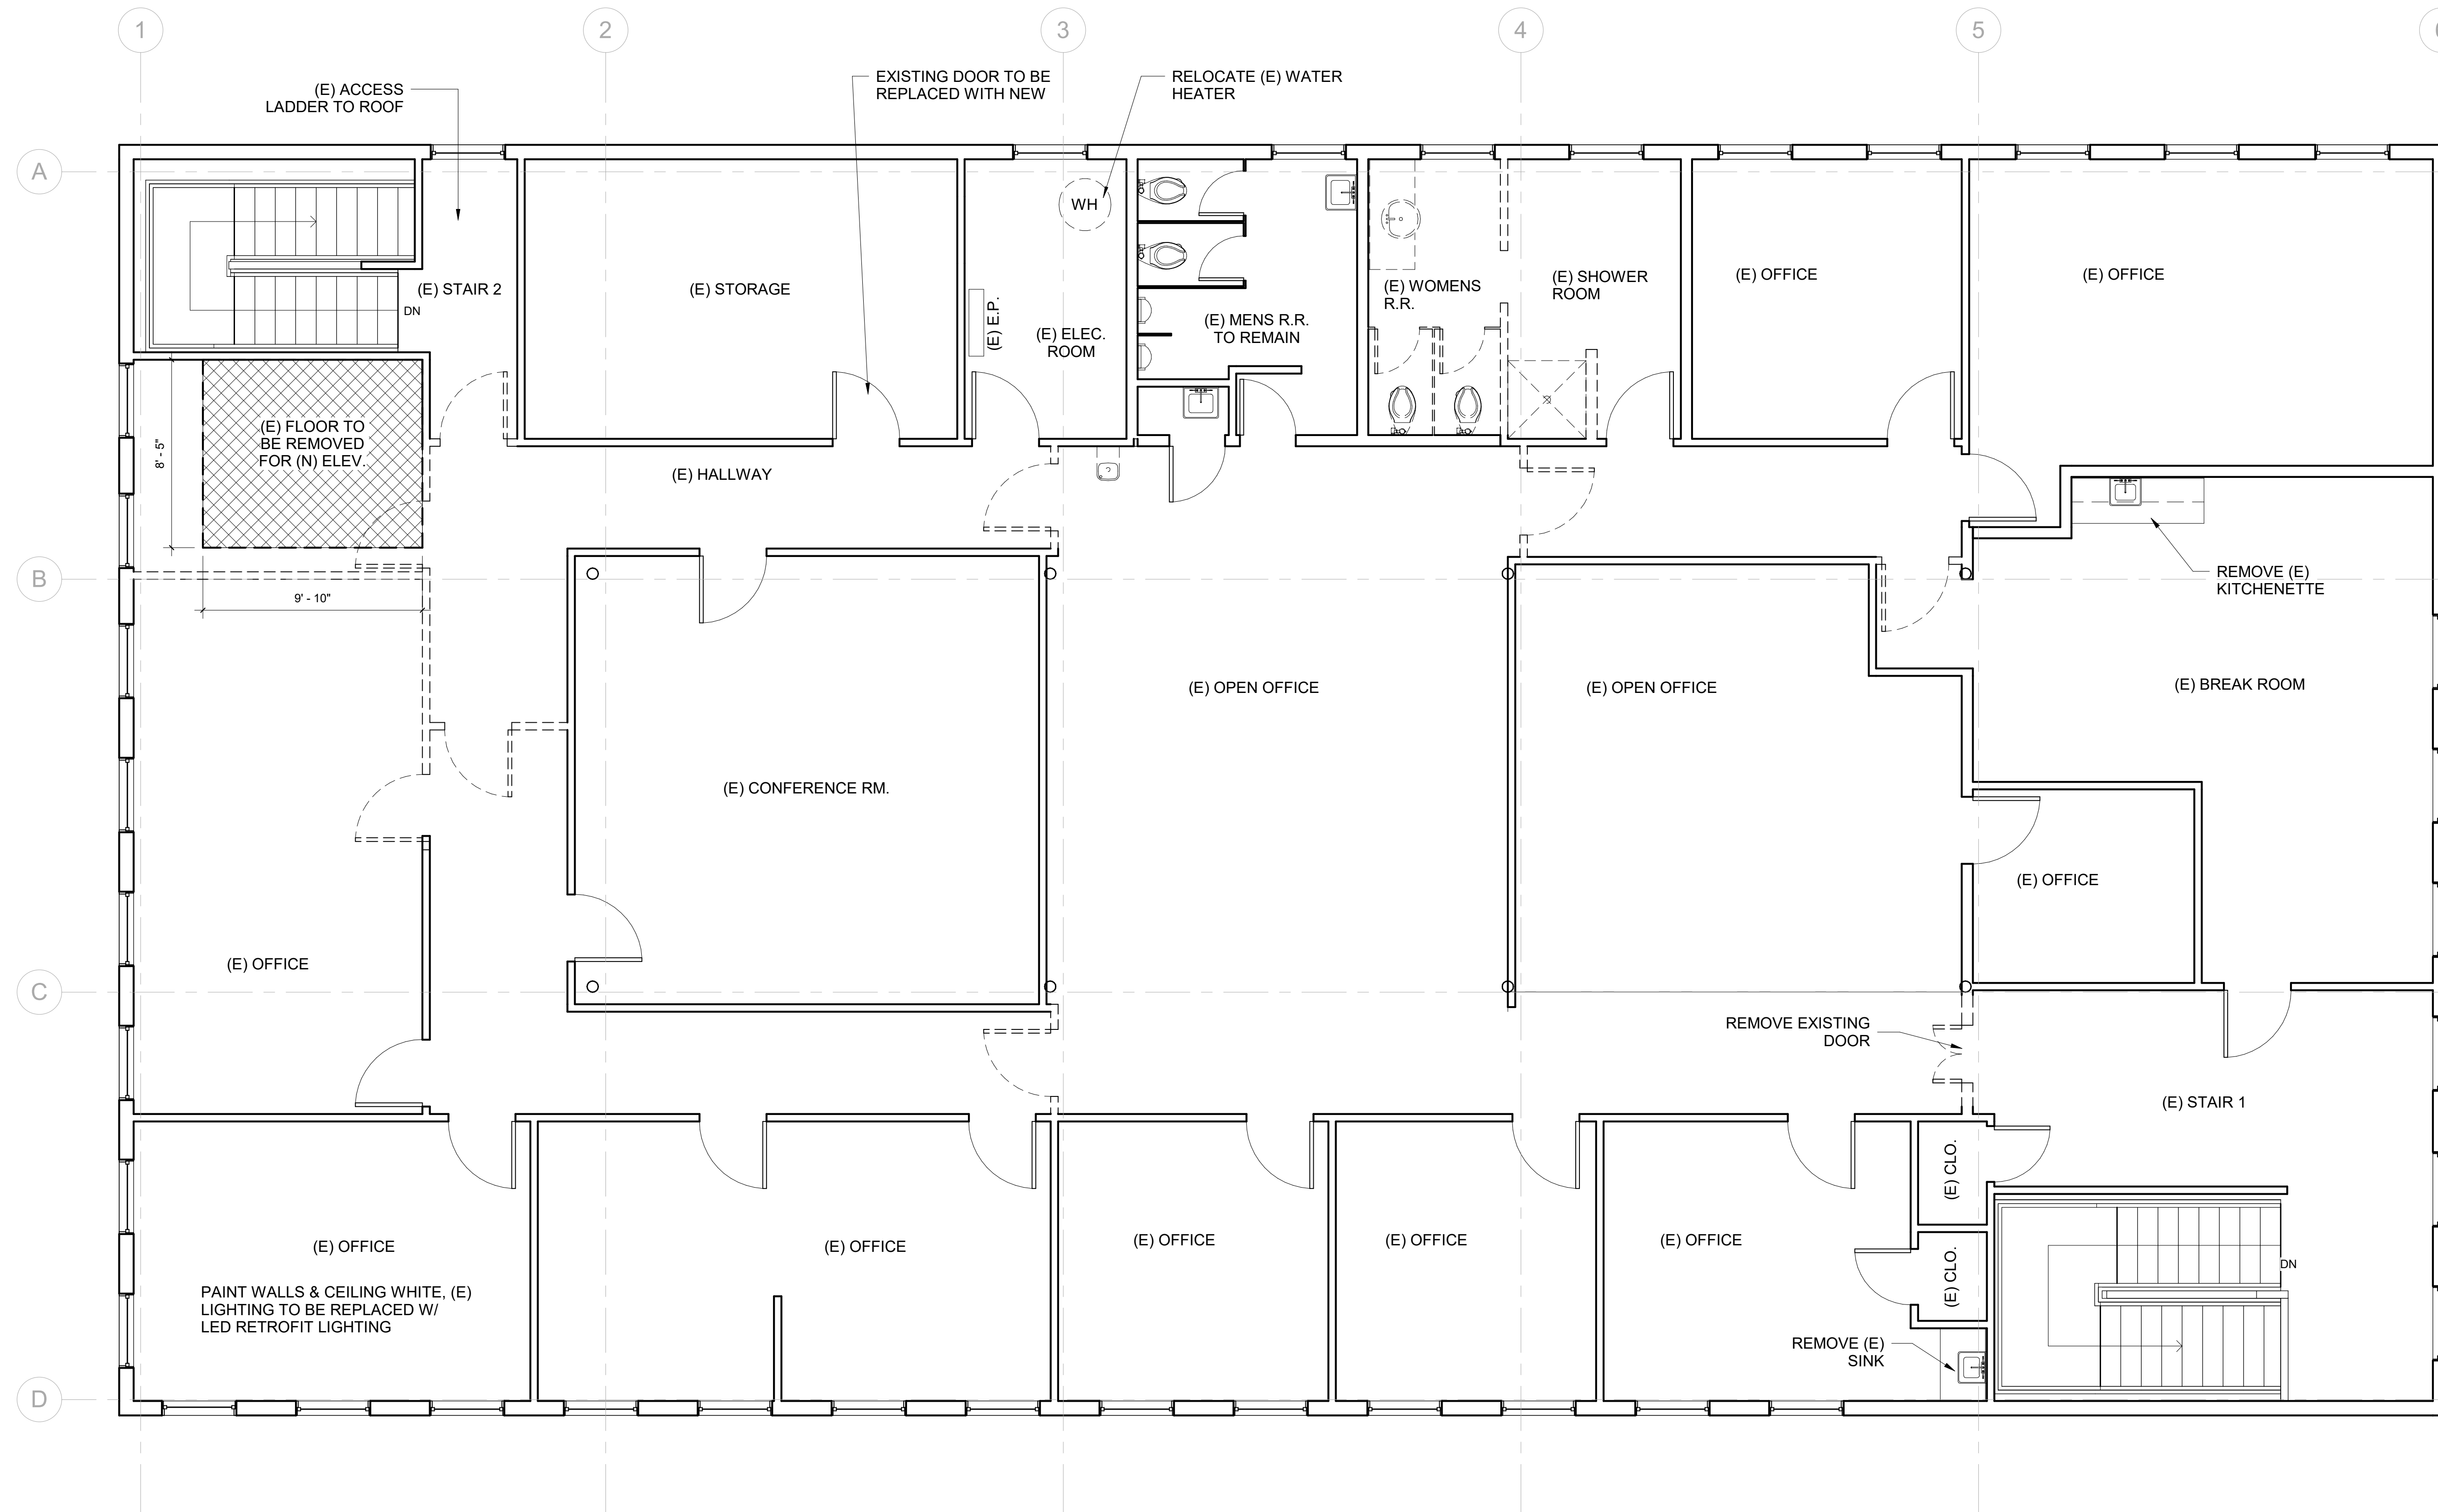 1
2
3
4
5
(E) ACCESS
LADDER TO ROOF
EXISTING DOOR TO BE
REPLACED WITH NEW
RELOCATE (E) WATER
HEATER
A
WH
(E) STAIR 2
DN
(E) STORAGE
(E) E.P.
(E) ELEC.
ROOM
(E) MENS R.R.
TO REMAIN
(E) WOMENS
R.R.
(E) SHOWER
ROOM
(E) OFFICE
(E) OFFICE
8' - 5"
(E) FLOOR TO
BE REMOVED
FOR (N) ELEV.
(E) HALLWAY
?
B
9' - 10"
REMOVE (E)
KITCHENETTE
(E) OPEN OFFICE
(E) OPEN OFFICE
(E) BREAK ROOM
(E) CONFERENCE RM.
(E) OFFICE
(E) OFFICE
C
REMOVE EXISTING
DOOR
(E) STAIR 1
(E) CLO.
(E) OFFICE
PAINT WALLS & CEILING WHITE, (E)
LIGHTING TO BE REPLACED W/
LED RETROFIT LIGHTING
(E) OFFICE
(E) OFFICE
(E) OFFICE
(E) OFFICE
(E) CLO.
DN
REMOVE (E)
SINK
D